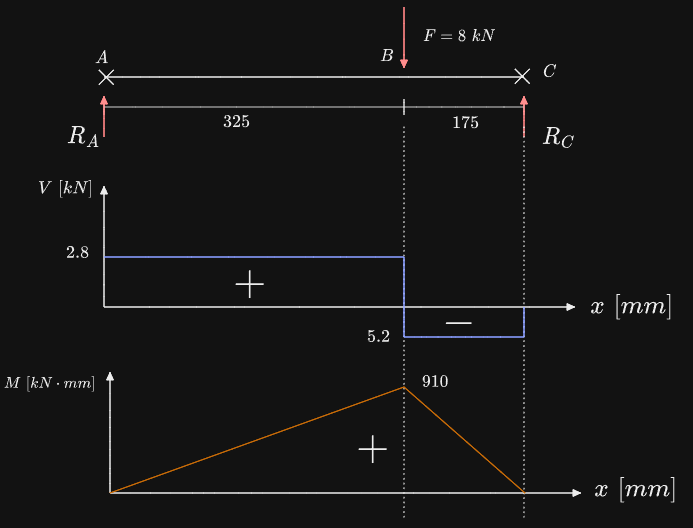 F = 8 kN
A
B
C
325
175
R_A
R_C
V [kN]
2.8
+
x [mm]
−
5.2
M [kN · mm]
910
+
x [mm]